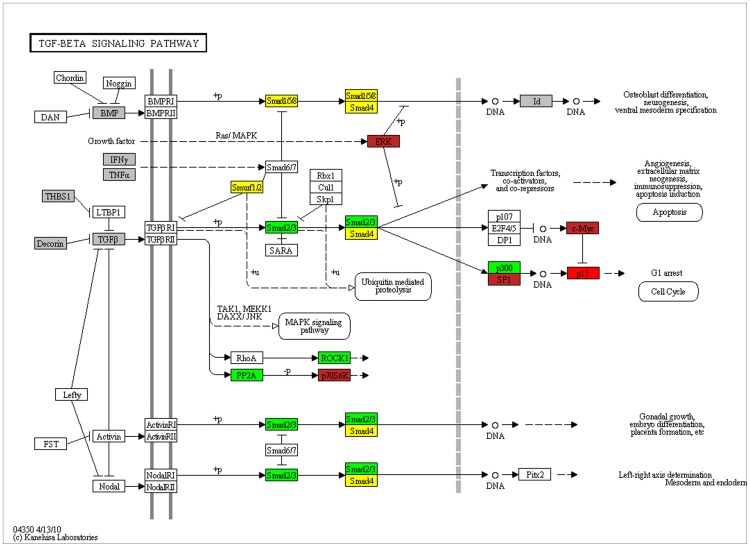 TGF-BETA SIGNALING PATHWAY
Chordin
Noggin
DAN
BMP
BMPRI
BMPRII
+p
Smad1/5/8
Smad1/5/8
Smad4
DNA
Id
DNA
Osteoblast differentiation,
neurogenesis,
ventral mesoderm specification
Growth factor
Ras/ MAPK
ERK
+p
+p
IFNγ
TNFα
Smad6/7
Rbx1
Cul1
Skp1
Smurf1/2
THBS1
LTBP1
Decorin
TGFβ
TGFβ RI
TGFβ RII
+p
Smad2/3
SARA
Smad2/3
Smad4
Transcription factors,
co-activators,
and co-repressors
Angiogenesis,
extracellular matrix
neogenesis,
immunosuppression,
apoptosis induction
Apoptosis
p107
E2F4/5
DP1
DNA
c-Myc
p300
SP1
DNA
p15
G1 arrest
Cell Cycle
+u
+u
Ubiquitin mediated
proteolysis
TAK1, MEKK1
DAXX/ JNK
MAPK signaling
pathway
RhoA
ROCK1
PP2A
-p
p70S6K
Lefty
FST
Activin
ActivinRI
ActivinRII
+p
Smad2/3
Smad2/3
Smad4
DNA
Gonadal growth,
embryo differentiation,
placenta formation, etc
Smad6/7
Nodal
NodalRI
NodalRII
+p
Smad2/3
Smad2/3
Smad4
DNA
Pitx2
Left-right axis determination
Mesoderm and endoderm
04350 4/13/10
(c) Kanehisa Laboratories